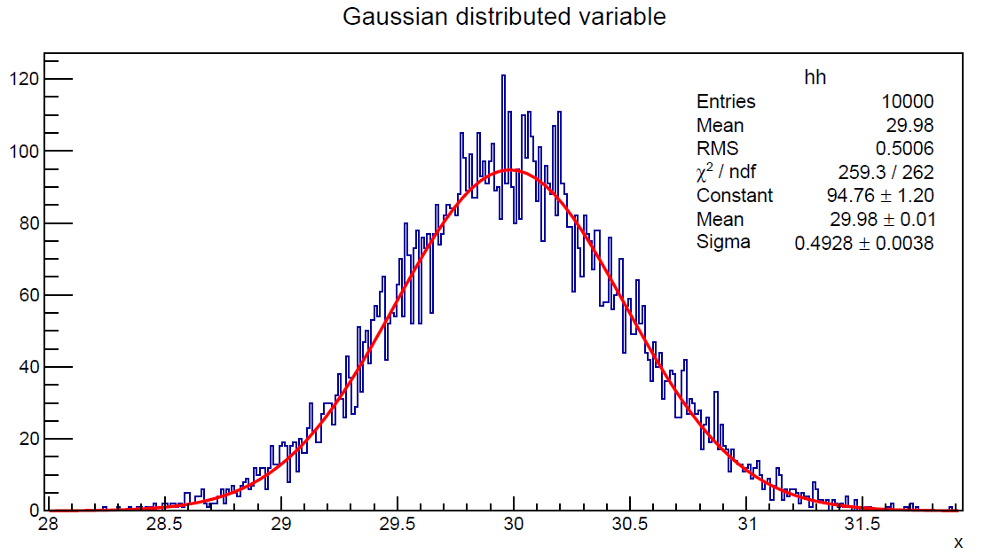 Gaussian distributed variable
hh
Entries 10000
Mean 29.98
RMS 0.5006
χ² / ndf 259.3 / 262
Constant 94.76 ± 1.20
Mean 29.98 ± 0.01
Sigma 0.4928 ± 0.0038
120
100
80
60
40
20
0
28 28.5 29 29.5 30 30.5 31 31.5
x